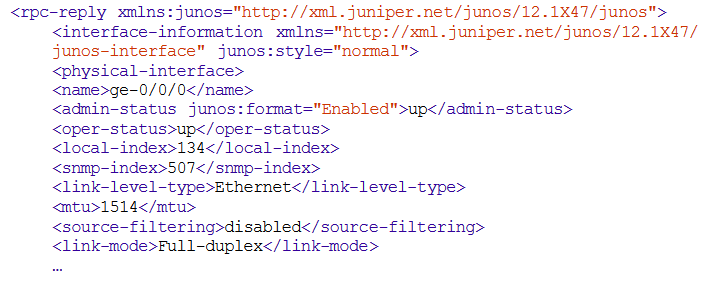 <rpc-reply xmlns:junos="http://xml.juniper.net/junos/12.1X47/junos">
<interface-information xmlns="http://xml.juniper.net/junos/12.1X47/
junos-interface" junos:style="normal">
<physical-interface>
<name>ge-0/0/0</name>
<admin-status junos:format="Enabled">up</admin-status>
<oper-status>up</oper-status>
<local-index>134</local-index>
<snmp-index>507</snmp-index>
<link-level-type>Ethernet</link-level-type>
<mtu>1514</mtu>
<source-filtering>disabled</source-filtering>
<link-mode>Full-duplex</link-mode>
…